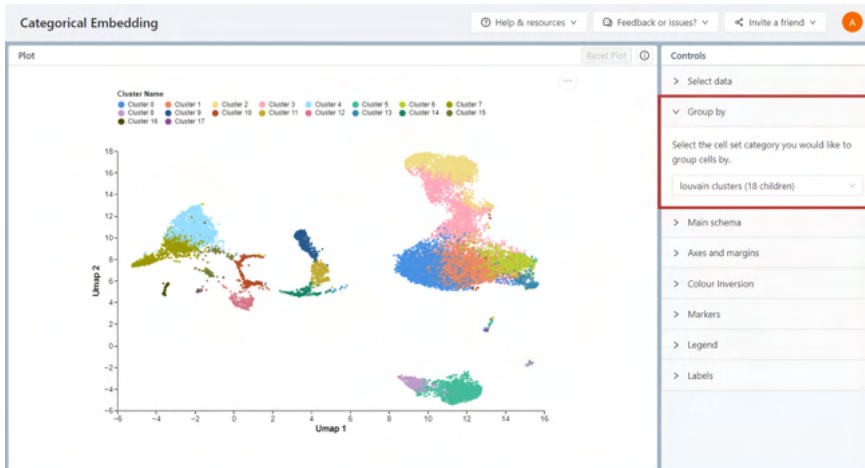 Categorical Embedding
Help & resources
Feedback or issues?
Invite a friend
A
Plot
Reset Plot
Controls
Select data
Group by
Select the cell set category you would like to
group cells by.
louvain clusters (18 children)
Main schema
Axes and margins
Colour Inversion
Markers
Legend
Labels
Cluster Name
Cluster 0 Cluster 1 Cluster 2 Cluster 3 Cluster 4 Cluster 5 Cluster 6 Cluster 7
Cluster 8 Cluster 9 Cluster 10 Cluster 11 Cluster 12 Cluster 13 Cluster 14 Cluster 15
Cluster 16 Cluster 17
18
16
14
12
10
8
6
4
2
0
−2
−4
−6
Umap 2
−6 −4 −2 0 2 4 6 8 10 12 14 16
Umap 1